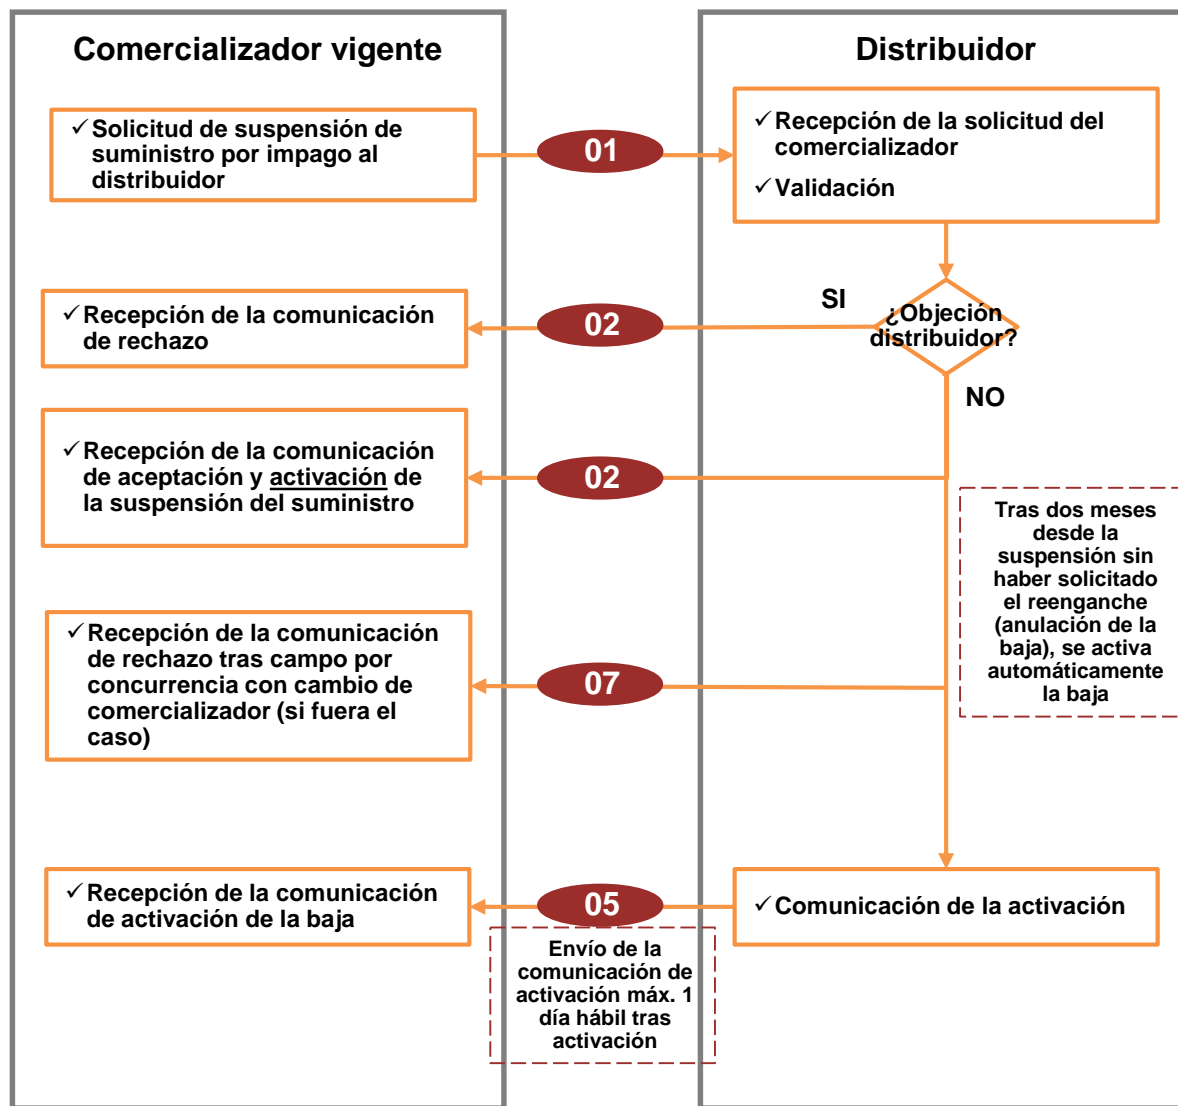 Comercializador vigente
Distribuidor
✓Solicitud de suspensión de
suministro por impago al
distribuidor
01
✓Recepción de la solicitud del
comercializador
✓Validación
✓Recepción de la comunicación
de rechazo
02
SI
¿Objeción
distribuidor?
NO
✓Recepción de la comunicación
de aceptación y activación de
la suspensión del suministro
02
Tras dos meses
desde la
suspensión sin
haber solicitado
el reenganche
(anulación de la
baja), se activa
automáticamente
la baja
✓Recepción de la comunicación
de rechazo tras campo por
concurrencia con cambio de
comercializador (si fuera el
caso)
07
✓Recepción de la comunicación
de activación de la baja
05
✓Comunicación de la activación
Envío de la
comunicación de
activación máx. 1
día hábil tras
activación